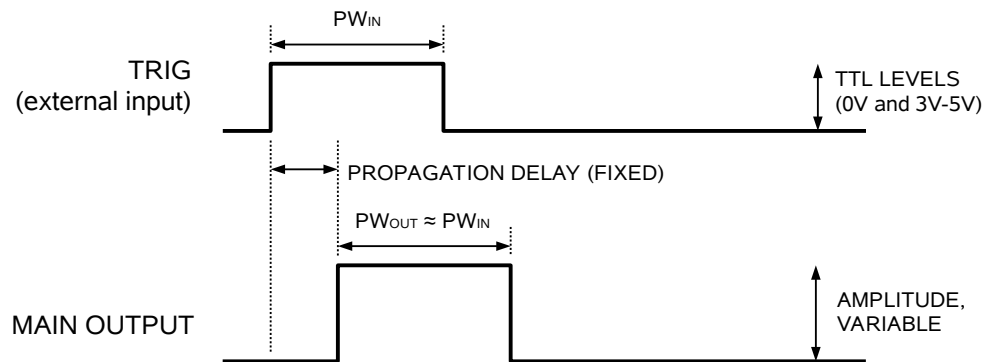 PWIN
TRIG
(external input)
TTL LEVELS
(0V and 3V-5V)
PROPAGATION DELAY (FIXED)
PWOUT ≈ PWIN
MAIN OUTPUT
AMPLITUDE,
VARIABLE